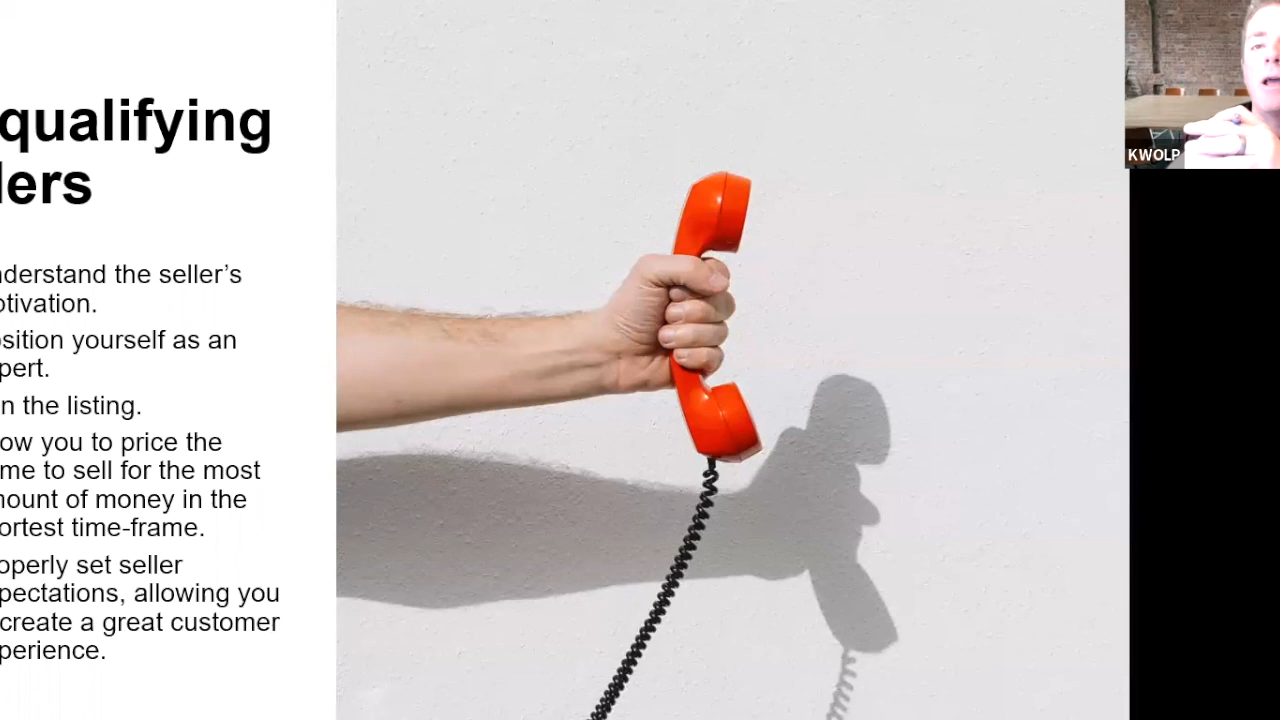 qualifying
lers
nderstand the seller's
otivation.
sition yourself as an
pert.
n the listing.
ow you to price the
me to sell for the most
mount of money in the
ortest time-frame.
operly set seller
pectations, allowing you
create a great customer
perience.
KWOLP